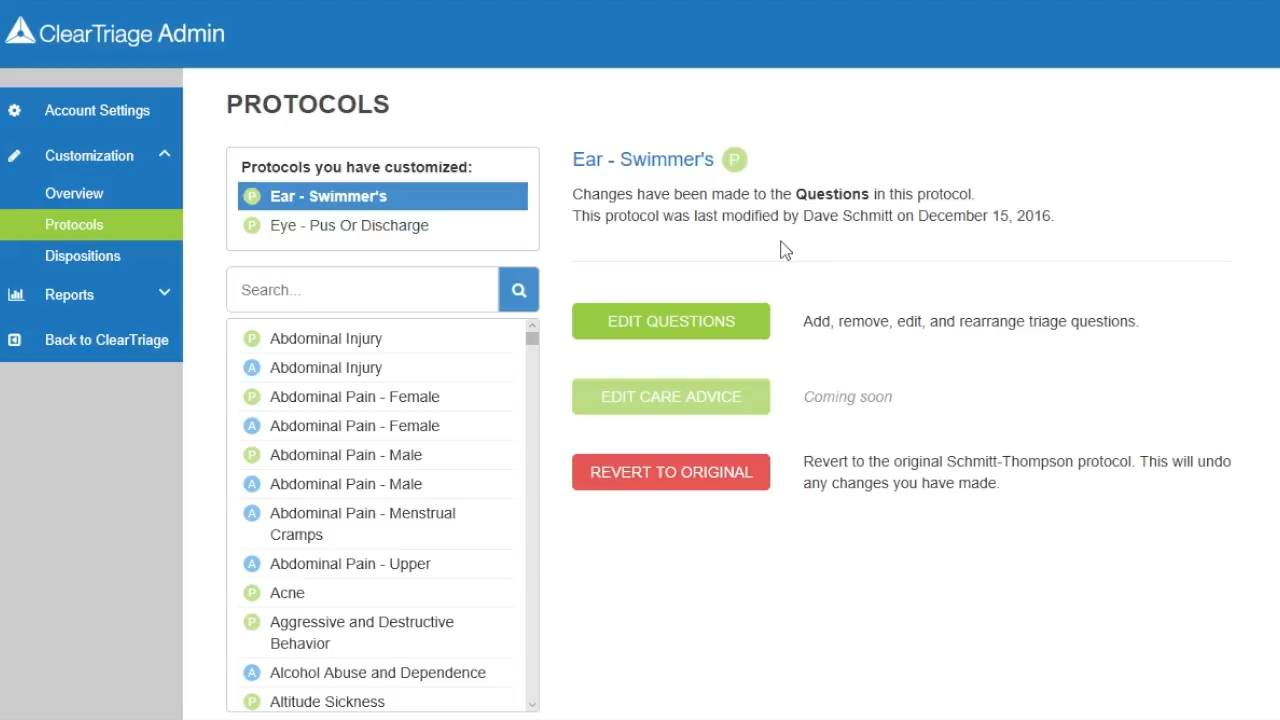 ClearTriage Admin
Account Settings
Customization
Overview
Protocols
Dispositions
Reports
Back to ClearTriage
PROTOCOLS
Protocols you have customized:
P Ear - Swimmer's
P Eye - Pus Or Discharge
Search...
P Abdominal Injury
A Abdominal Injury
P Abdominal Pain - Female
A Abdominal Pain - Female
P Abdominal Pain - Male
A Abdominal Pain - Male
A Abdominal Pain - Menstrual
Cramps
A Abdominal Pain - Upper
P Acne
P Aggressive and Destructive
Behavior
A Alcohol Abuse and Dependence
P Altitude Sickness
Ear - Swimmer's P
Changes have been made to the Questions in this protocol.
This protocol was last modified by Dave Schmitt on December 15, 2016.
EDIT QUESTIONS
Add, remove, edit, and rearrange triage questions.
EDIT CARE ADVICE
Coming soon
REVERT TO ORIGINAL
Revert to the original Schmitt-Thompson protocol. This will undo
any changes you have made.